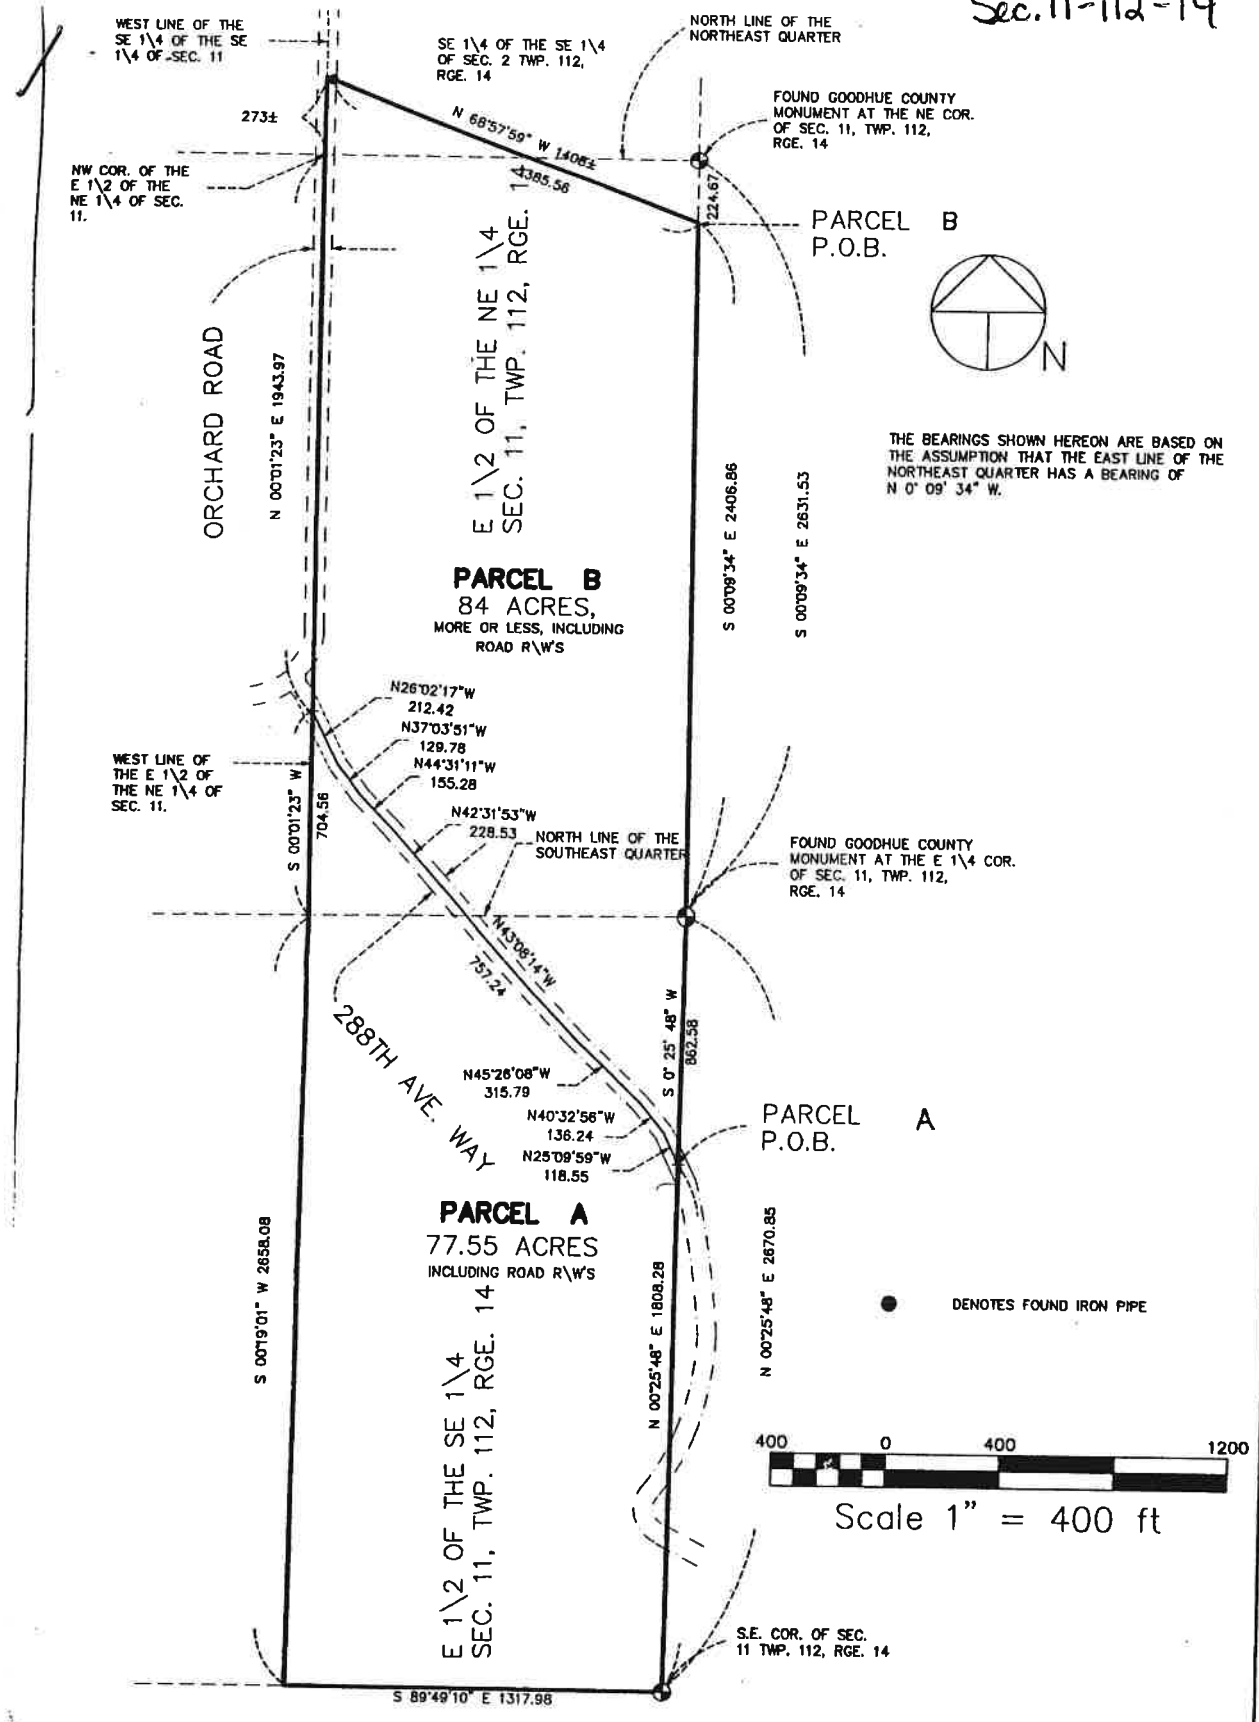 Sec. 11-112-14
WEST LINE OF THE
SE 1\4 OF THE SE
1\4 OF SEC. 11
SE 1\4 OF THE SE 1\4
OF SEC. 2 TWP. 112,
RGE. 14
NORTH LINE OF THE
NORTHEAST QUARTER
273±
N 68°57'59" W 1408±
1385.56
FOUND GOODHUE COUNTY
MONUMENT AT THE NE COR.
OF SEC. 11, TWP. 112,
RGE. 14
NW COR. OF THE
E 1\2 OF THE
NE 1\4 OF SEC.
11.
224.67
PARCEL B
P.O.B.
N
ORCHARD ROAD
N 00°01'23" E 1943.97
E 1\2 OF THE NE 1\4
SEC. 11, TWP. 112, RGE. 14
THE BEARINGS SHOWN HEREON ARE BASED ON
THE ASSUMPTION THAT THE EAST LINE OF THE
NORTHEAST QUARTER HAS A BEARING OF
N 0° 09' 34" W.
S 00°09'34" E 2406.86
S 00°09'34" E 2631.53
PARCEL B
84 ACRES,
MORE OR LESS, INCLUDING
ROAD R\W'S
N26°02'17"W
212.42
N37°03'51"W
129.78
N44°31'11"W
155.28
N42°31'53"W
228.53
WEST LINE OF
THE E 1\2 OF
THE NE 1\4 OF
SEC. 11.
S 00°01'23" W
704.56
NORTH LINE OF THE
SOUTHEAST QUARTER
FOUND GOODHUE COUNTY
MONUMENT AT THE E 1\4 COR.
OF SEC. 11, TWP. 112,
RGE. 14
N43°08'14"W
757.24
288TH AVE. WAY
S 0° 25' 48" W
862.58
N45°26'08"W
315.79
N40°32'56"W
136.24
N25°09'59"W
118.55
PARCEL A
P.O.B.
PARCEL A
77.55 ACRES
INCLUDING ROAD R\W'S
S 00°19'01" W 2658.08
E 1\2 OF THE SE 1\4
SEC. 11, TWP. 112, RGE. 14
N 00°25'48" E 1808.28
N 00°25'48" E 2670.85
DENOTES FOUND IRON PIPE
400 0 400 1200
Scale 1" = 400 ft
S.E. COR. OF SEC.
11 TWP. 112, RGE. 14
S 89°49'10" E 1317.98